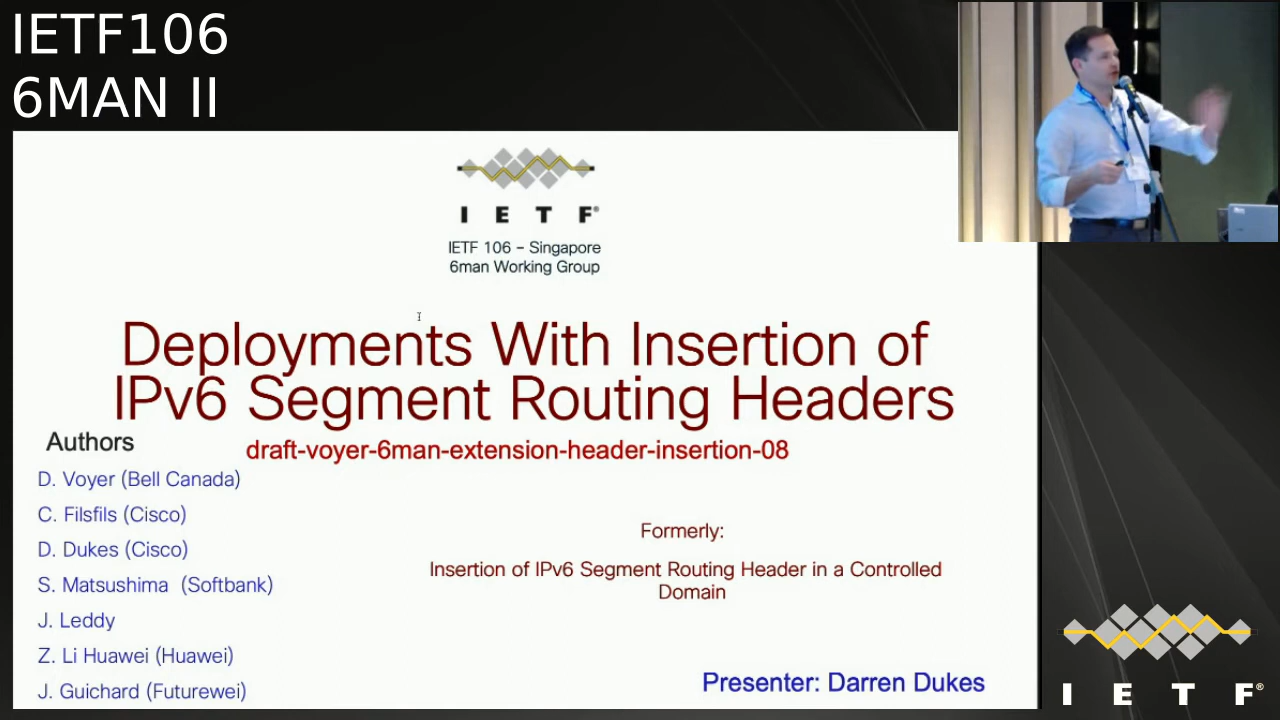 IETF106
6MAN II
I E T F®
IETF 106 – Singapore
6man Working Group
Deployments With Insertion of
IPv6 Segment Routing Headers
draft-voyer-6man-extension-header-insertion-08
Authors
D. Voyer (Bell Canada)
C. Filsfils (Cisco)
D. Dukes (Cisco)
S. Matsushima (Softbank)
J. Leddy
Z. Li Huawei (Huawei)
J. Guichard (Futurewei)
Formerly:
Insertion of IPv6 Segment Routing Header in a Controlled
Domain
Presenter: Darren Dukes
I E T F®